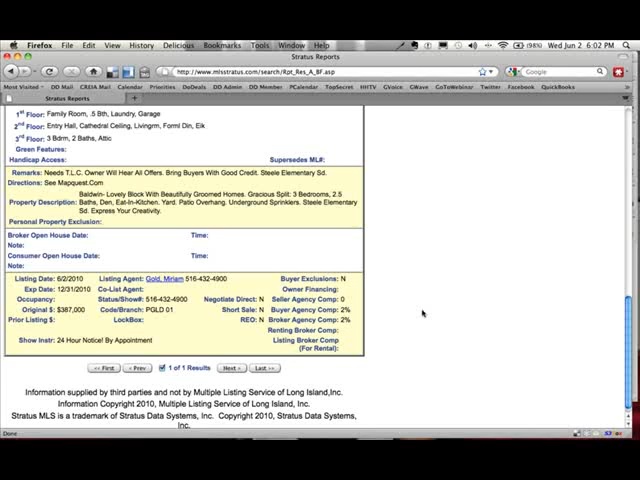 Firefox File Edit View History Delicious Bookmarks Tools Window Help (98%) Wed Jun 2 6:02 PM
Stratus Reports
http://www.mlsstratus.com/search/Rpt_Res_A_BF.asp Google
Most Visited DD Mail CREIA Mail Calendar Priorities DoDeals DD Admin DD Member PCalendar TopSecret HHTV GVoice GWave GoToWebinar Facebook QuickBooks
Stratus Reports
1st Floor: Family Room, .5 Bth, Laundry, Garage
2nd Floor: Entry Hall, Cathedral Ceiling, Livingrm, Forml Din, Eik
3rd Floor: 3 Bdrm, 2 Baths, Attic
Green Features:
Handicap Access: Supersedes ML#:
Remarks: Needs T.L.C. Owner Will Hear All Offers. Bring Buyers With Good Credit. Steele Elementary Sd.
Directions: See Mapquest.Com
Property Description: Baldwin- Lovely Block With Beautifully Groomed Homes. Gracious Split: 3 Bedrooms, 2.5
Baths, Den, Eat-In-Kitchen. Yard. Patio Overhang. Underground Sprinklers. Steele Elementary
Sd. Express Your Creativity.
Personal Property Exclusion:
Broker Open House Date: Time:
Note:
Consumer Open House Date: Time:
Note:
Listing Date: 6/2/2010 Listing Agent: Gold, Miriam 516-432-4900 Buyer Exclusions: N
Exp Date: 12/31/2010 Co-List Agent: Owner Financing:
Occupancy: Status/Show#: 516-432-4900 Negotiate Direct: N Seller Agency Comp: 0
Original $: $387,000 Code/Branch: PGLD 01 Short Sale: N Buyer Agency Comp: 2%
Prior Listing $: LockBox: REO: N Broker Agency Comp: 2%
Renting Broker Comp:
Show Instr: 24 Hour Notice! By Appointment Listing Broker Comp
(For Rental):
<< First < Prev 1 of 1 Results Next > Last >>
Information supplied by third parties and not by Multiple Listing Service of Long Island,Inc.
Information Copyright 2010, Multiple Listing Service of Long Island, Inc.
Stratus MLS is a trademark of Stratus Data Systems, Inc. Copyright 2010, Stratus Data Systems,
Inc.
Done